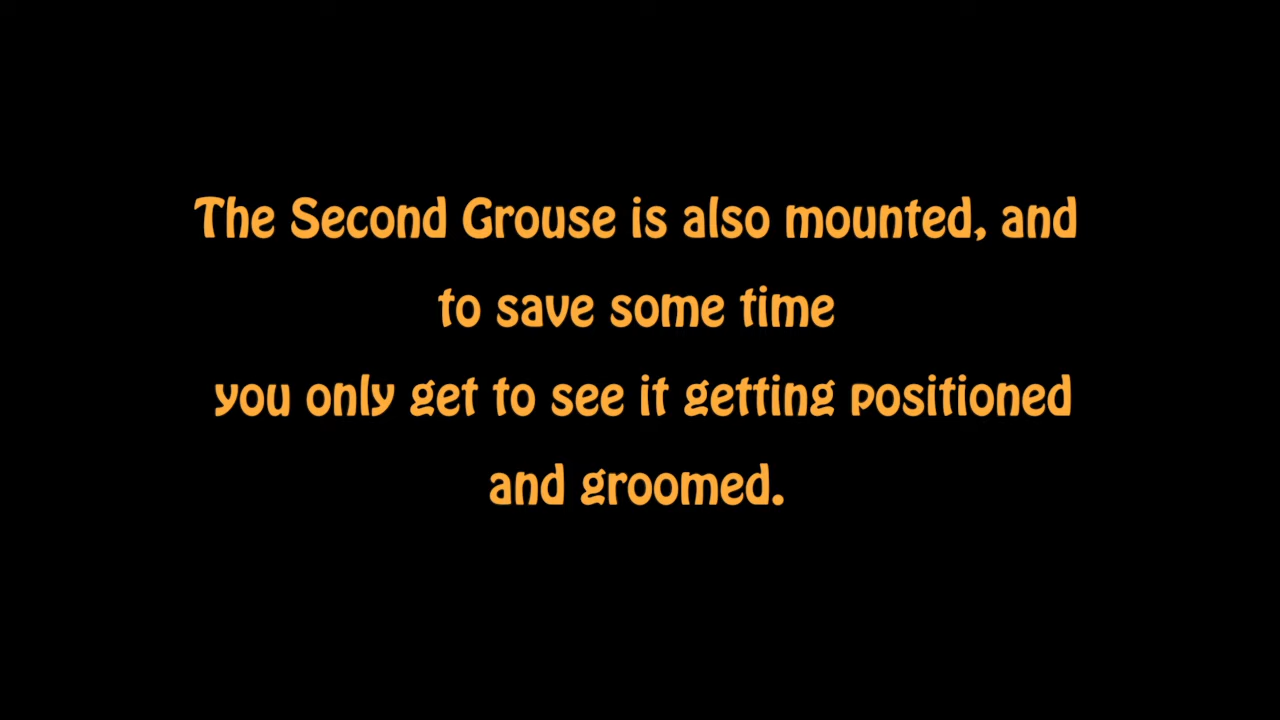 The Second Grouse is also mounted, and
to save some time
you only get to see it getting positioned
and groomed.